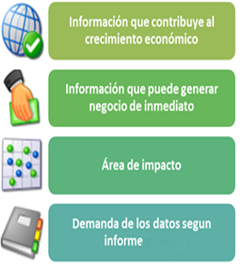 Información que contribuye al
crecimiento económico
Información que puede generar
negocio de inmediato
Área de impacto
Demanda de los datos segun
informe